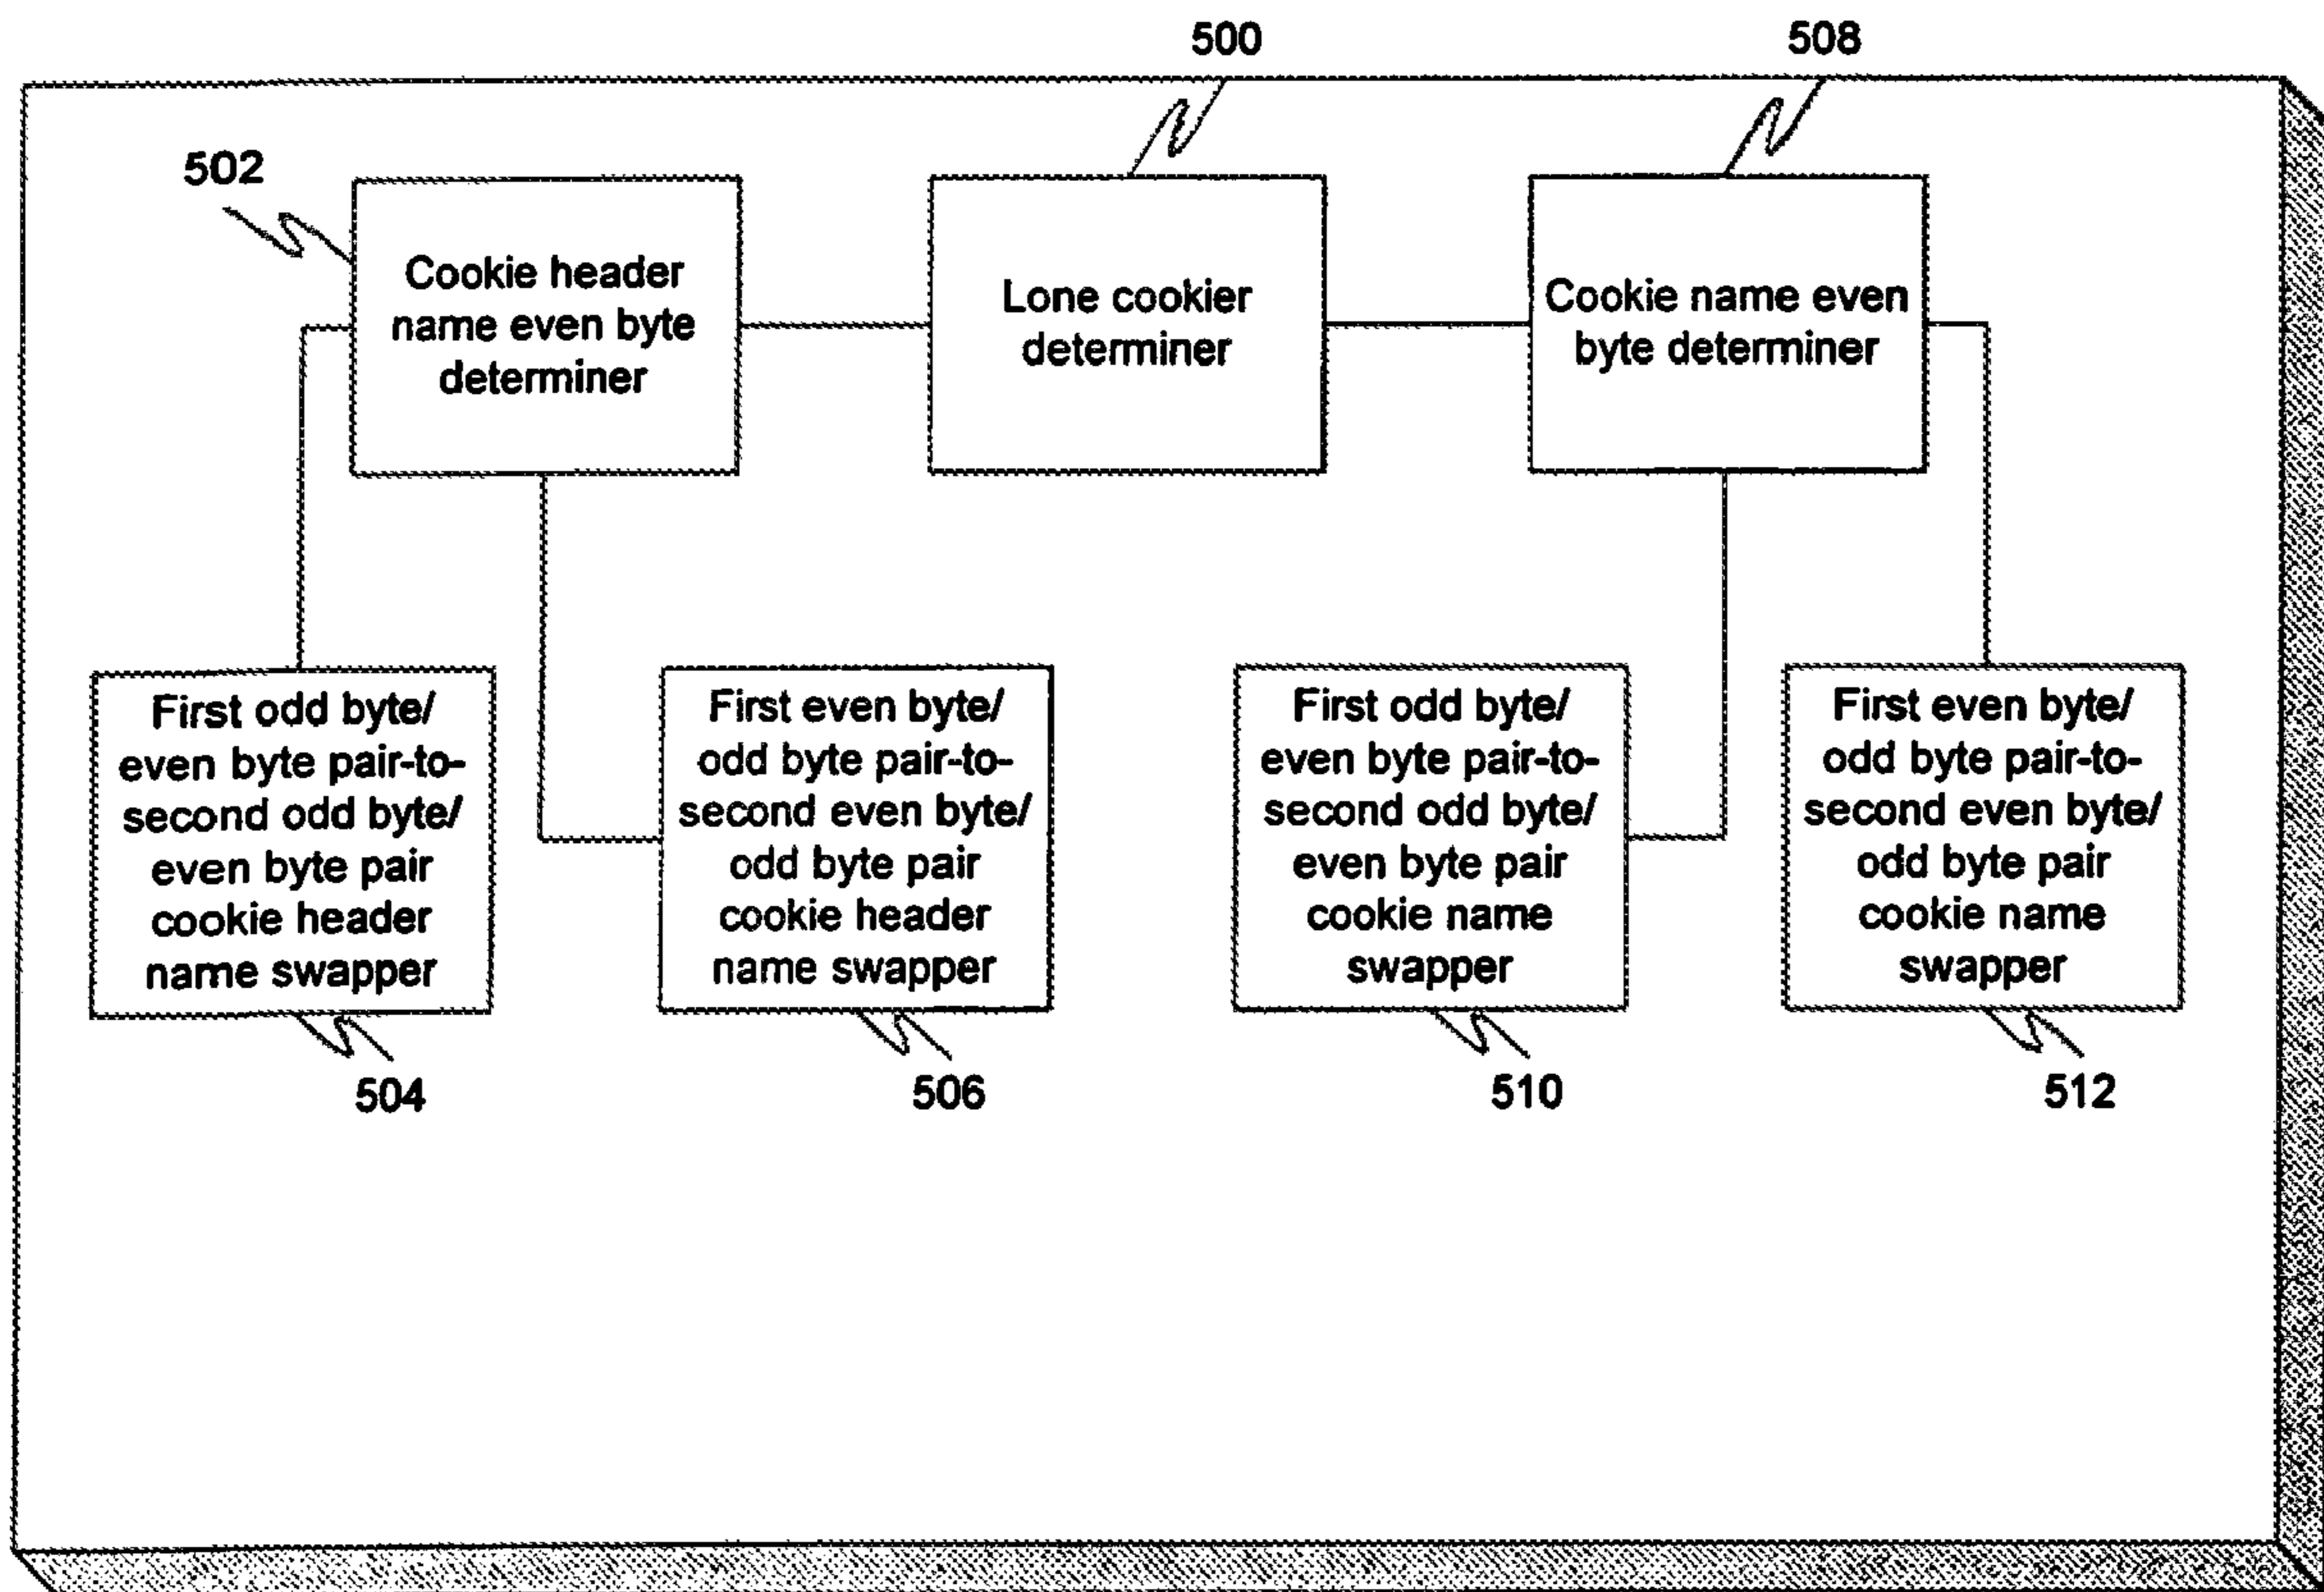 500
508
502
Cookie header
name even byte
determiner
Lone cookier
determiner
Cookie name even
byte determiner
First odd byte/
even byte pair-to-
second odd byte/
even byte pair
cookie header
name swapper
First even byte/
odd byte pair-to-
second even byte/
odd byte pair
cookie header
name swapper
First odd byte/
even byte pair-to-
second odd byte/
even byte pair
cookie name
swapper
First even byte/
odd byte pair-to-
second even byte/
odd byte pair
cookie name
swapper
504
506
510
512